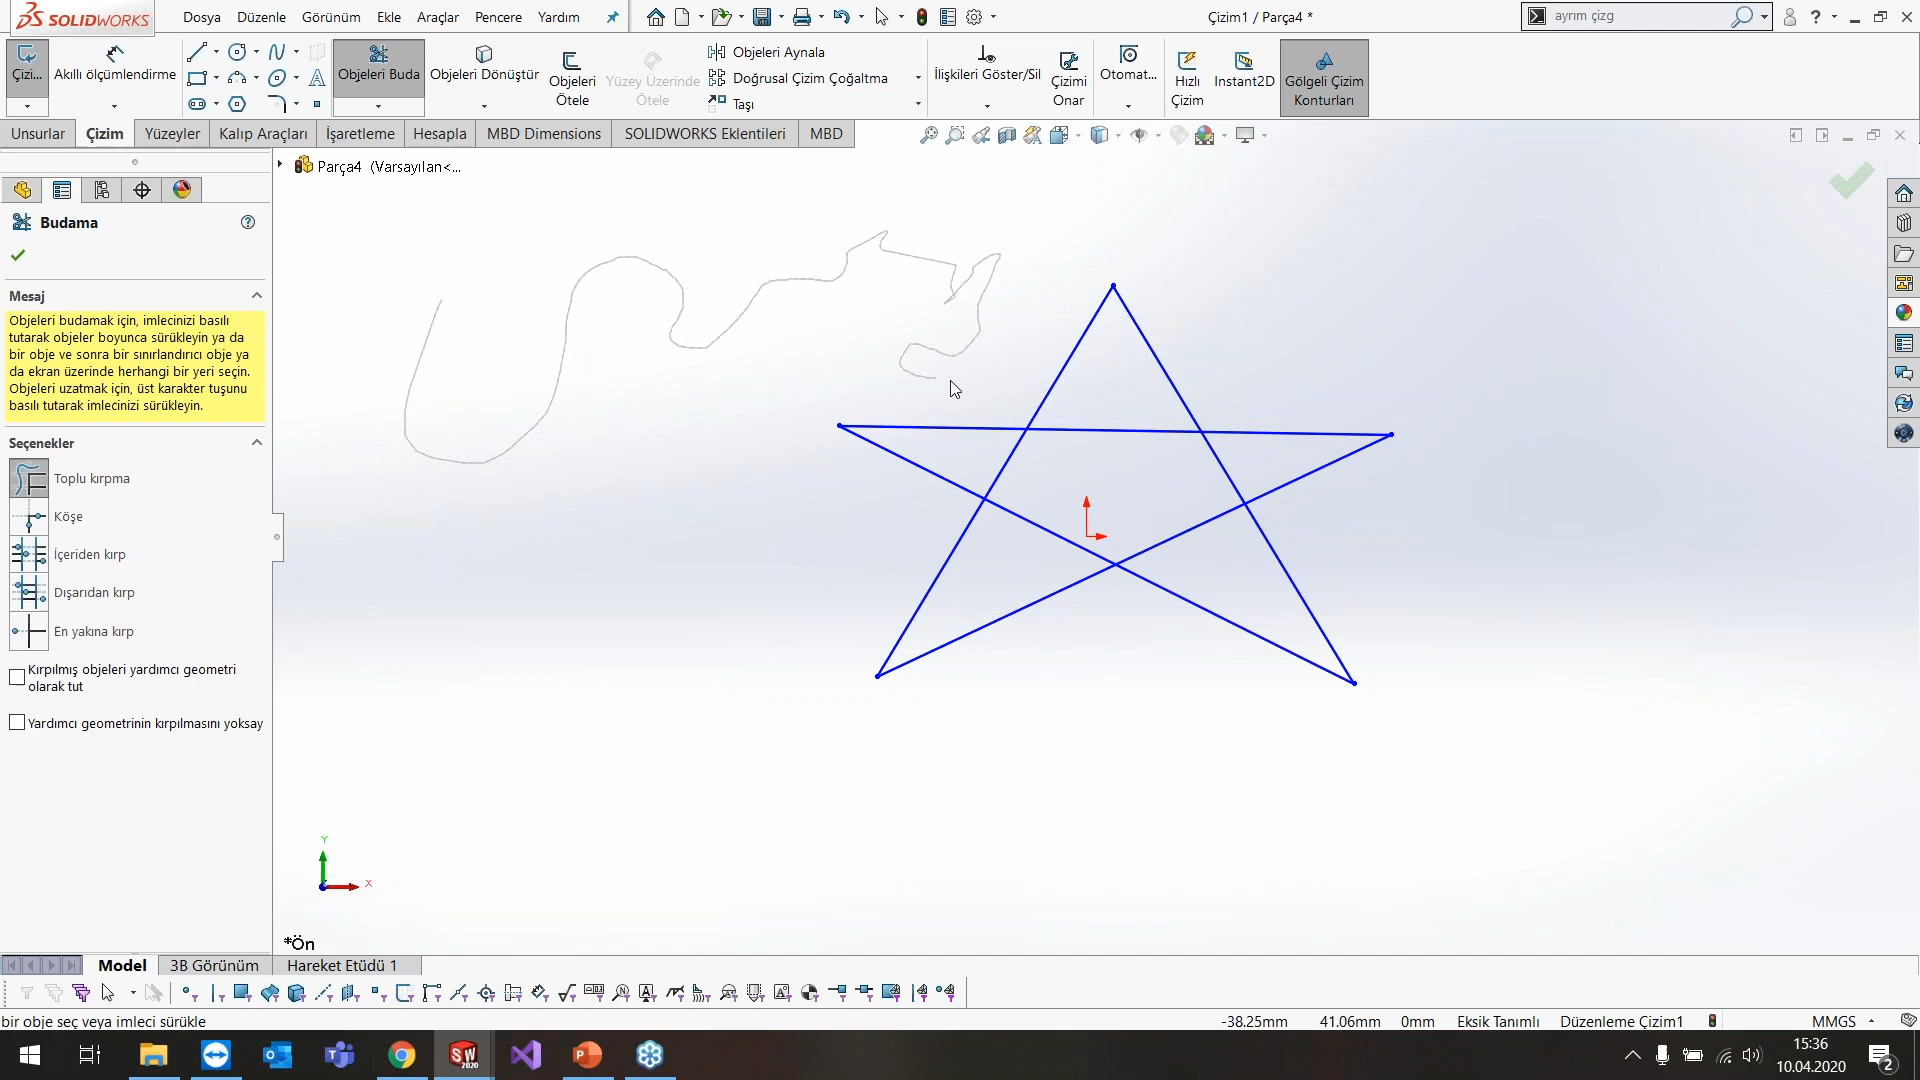 SOLIDWORKS
Dosya Düzenle Görünüm Ekle Araçlar Pencere Yardım
Çizim1 / Parça4 *
ayrım çizg
Çizi...
Akıllı ölçümlendirme
Objeleri Buda
Objeleri Dönüştür
Objeleri
Ötele
Yüzey Üzerinde
Ötele
Objeleri Aynala
Doğrusal Çizim Çoğaltma
Taşı
İlişkileri Göster/Sil
Çizimi
Onar
Otomat...
Hızlı
Çizim
Instant2D
Gölgeli Çizim
Konturları
Unsurlar Çizim Yüzeyler Kalıp Araçları İşaretleme Hesapla MBD Dimensions SOLIDWORKS Eklentileri MBD
Parça4 (Varsayılan<...
Budama
Mesaj
Objeleri budamak için, imlecinizi basılı
tutarak objeler boyunca sürükleyin ya da
bir obje ve sonra bir sınırlandırıcı obje ya
da ekran üzerinde herhangi bir yeri seçin.
Objeleri uzatmak için, üst karakter tuşunu
basılı tutarak imlecinizi sürükleyin.
Seçenekler
Toplu kırpma
Köşe
İçeriden kırp
Dışarıdan kırp
En yakına kırp
Kırpılmış objeleri yardımcı geometri
olarak tut
Yardımcı geometrinin kırpılmasını yoksay
Y
X
*Ön
Model 3B Görünüm Hareket Etüdü 1
bir obje seç veya imleci sürükle
-38.25mm 41.06mm 0mm Eksik Tanımlı Düzenleme Çizim1 MMGS
SW
2020
15:36
10.04.2020
2